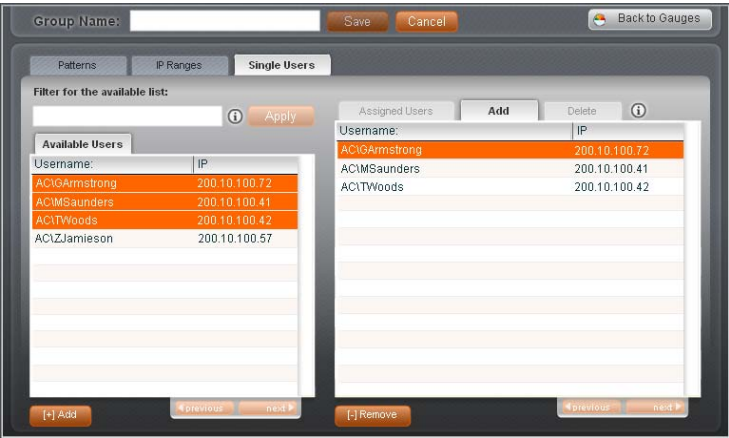 Group Name: Save Cancel Back to Gauges
Patterns IP Ranges Single Users
Filter for the available list:
Apply
Available Users
Username: IP
AC\GArmstrong 200.10.100.72
AC\MSaunders 200.10.100.41
AC\TWoods 200.10.100.42
AC\ZJamieson 200.10.100.57
[+] Add previous next
Assigned Users Add Delete
Username: IP
AC\GArmstrong 200.10.100.72
AC\MSaunders 200.10.100.41
AC\TWoods 200.10.100.42
[-] Remove previous next